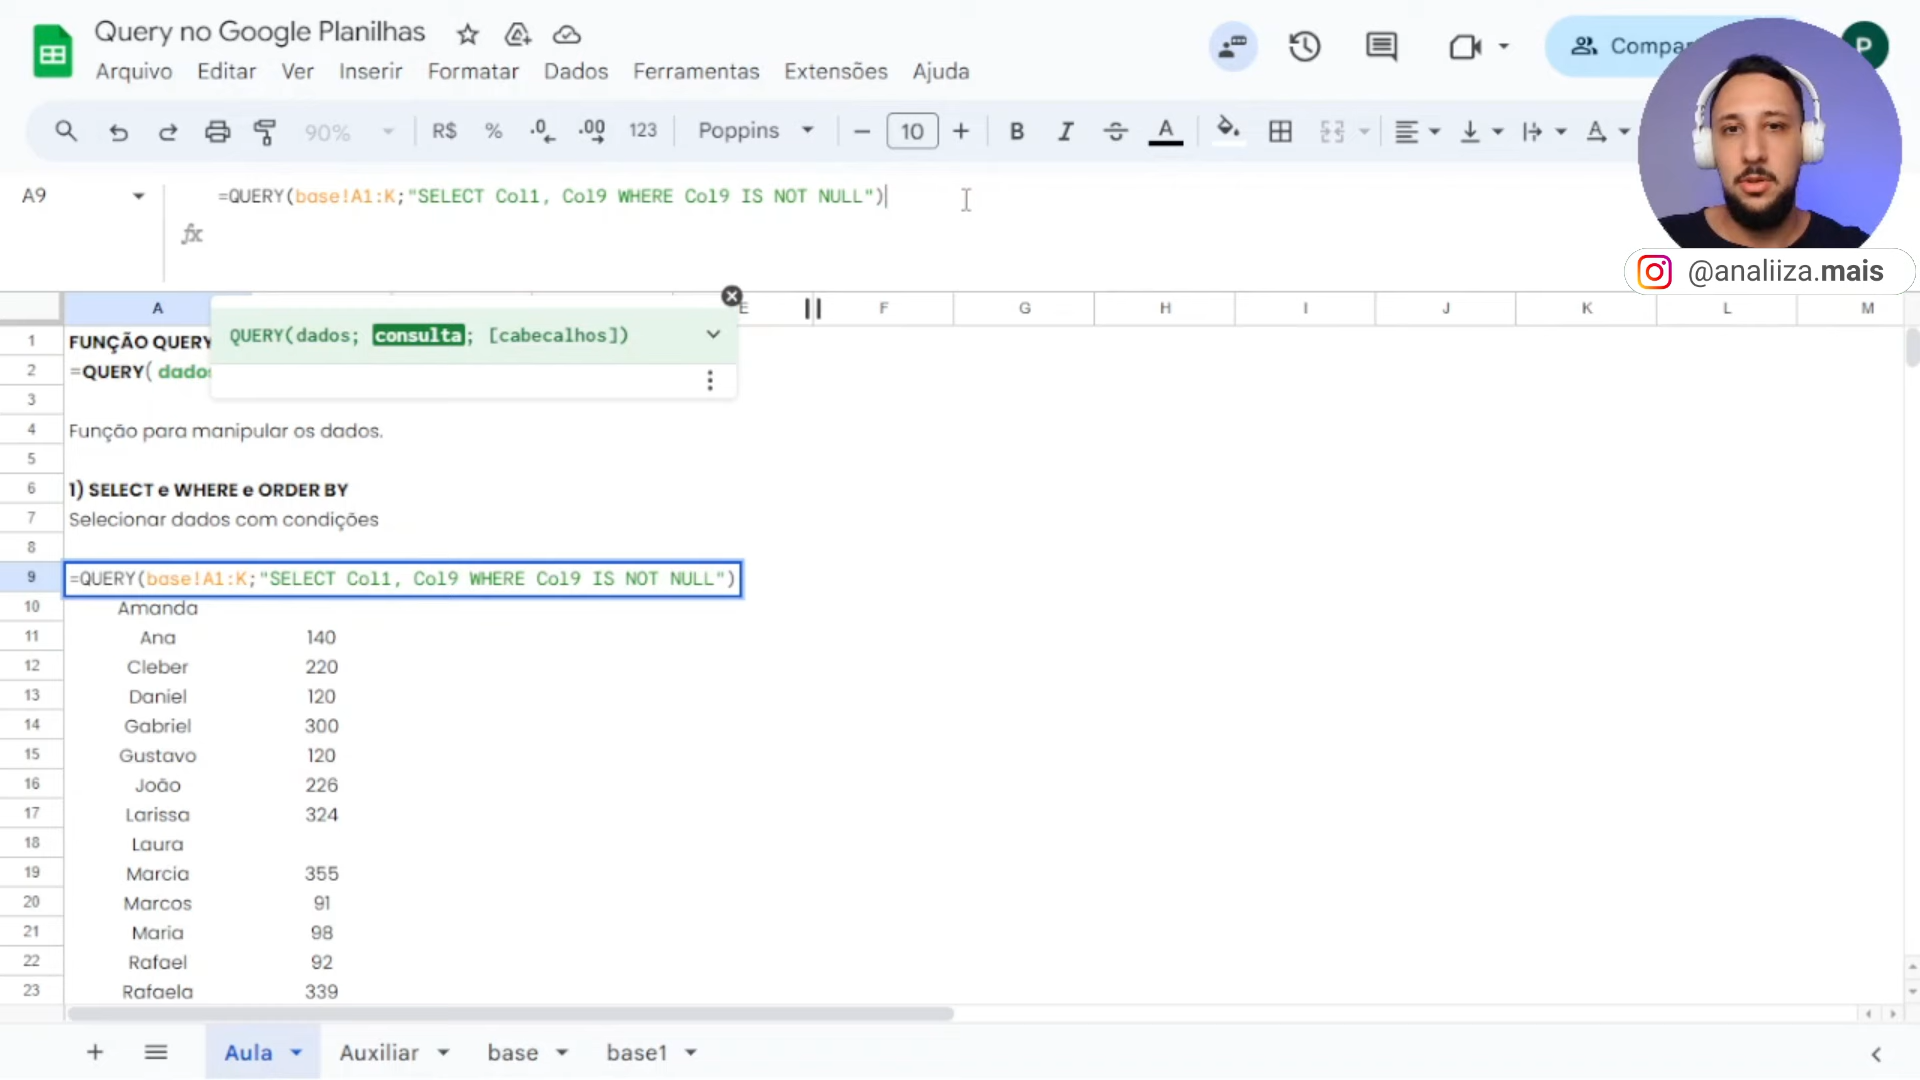 Query no Google Planilhas
Compar
P
Arquivo Editar Ver Inserir Formatar Dados Ferramentas Extensões Ajuda
90% R$ % .0 .00 123 Poppins 10 B I S A A
@analiiza.mais
A9 =QUERY(base!A1:K;"SELECT Col1, Col9 WHERE Col9 IS NOT NULL")
fx
A E F G H I J K L M
QUERY(dados; consulta; [cabecalhos])
1 FUNÇÃO QUERY
2 =QUERY( dados
3
4 Função para manipular os dados.
5
6 1) SELECT e WHERE e ORDER BY
7 Selecionar dados com condições
8
9 =QUERY(base!A1:K;"SELECT Col1, Col9 WHERE Col9 IS NOT NULL")
10 Amanda
11 Ana 140
12 Cleber 220
13 Daniel 120
14 Gabriel 300
15 Gustavo 120
16 João 226
17 Larissa 324
18 Laura
19 Marcia 355
20 Marcos 91
21 Maria 98
22 Rafael 92
23 Rafaela 339
Aula Auxiliar base base1